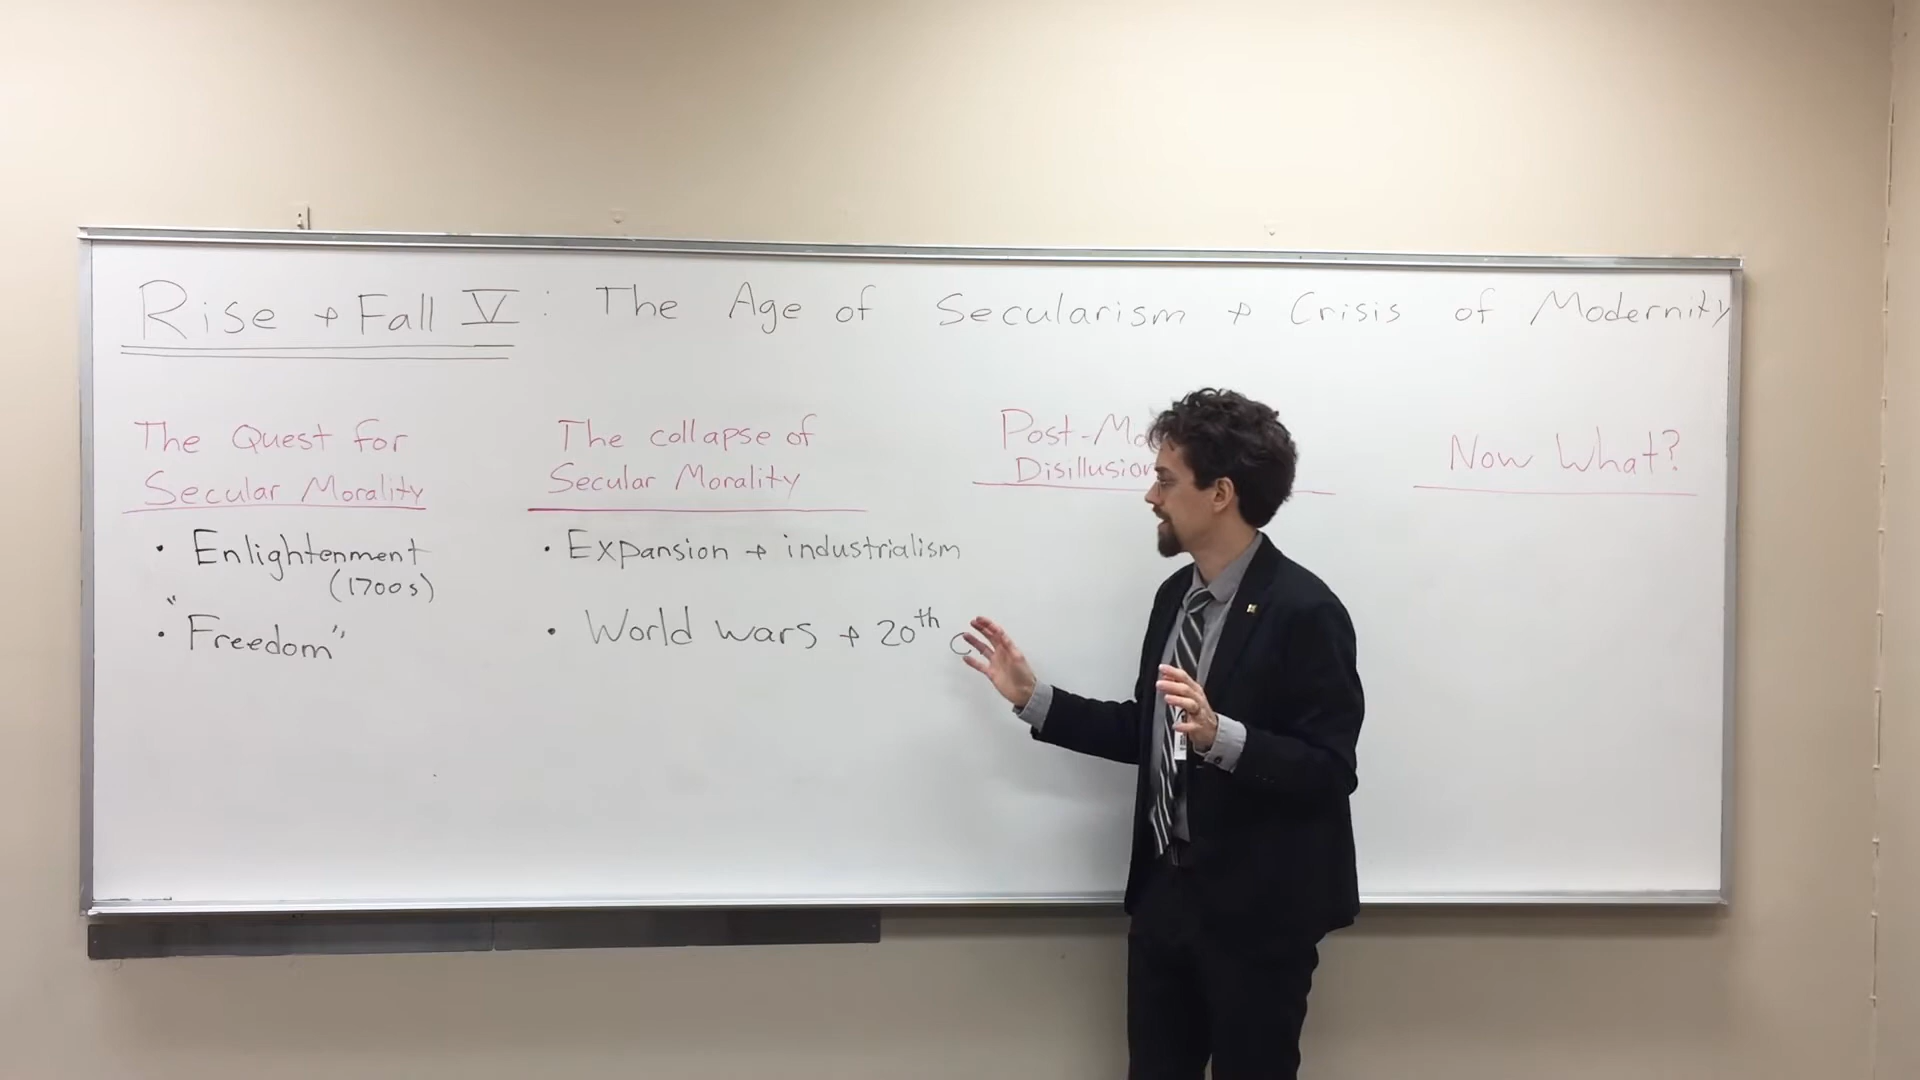 Rise + Fall V : The Age of Secularism + Crisis of Modernity
The Quest for
Secular Morality
• Enlightenment
(1700s)
• "Freedom"
The collapse of
Secular Morality
• Expansion + industrialism
• World wars + 20th
Post-Mo
Disillusion
Now What?